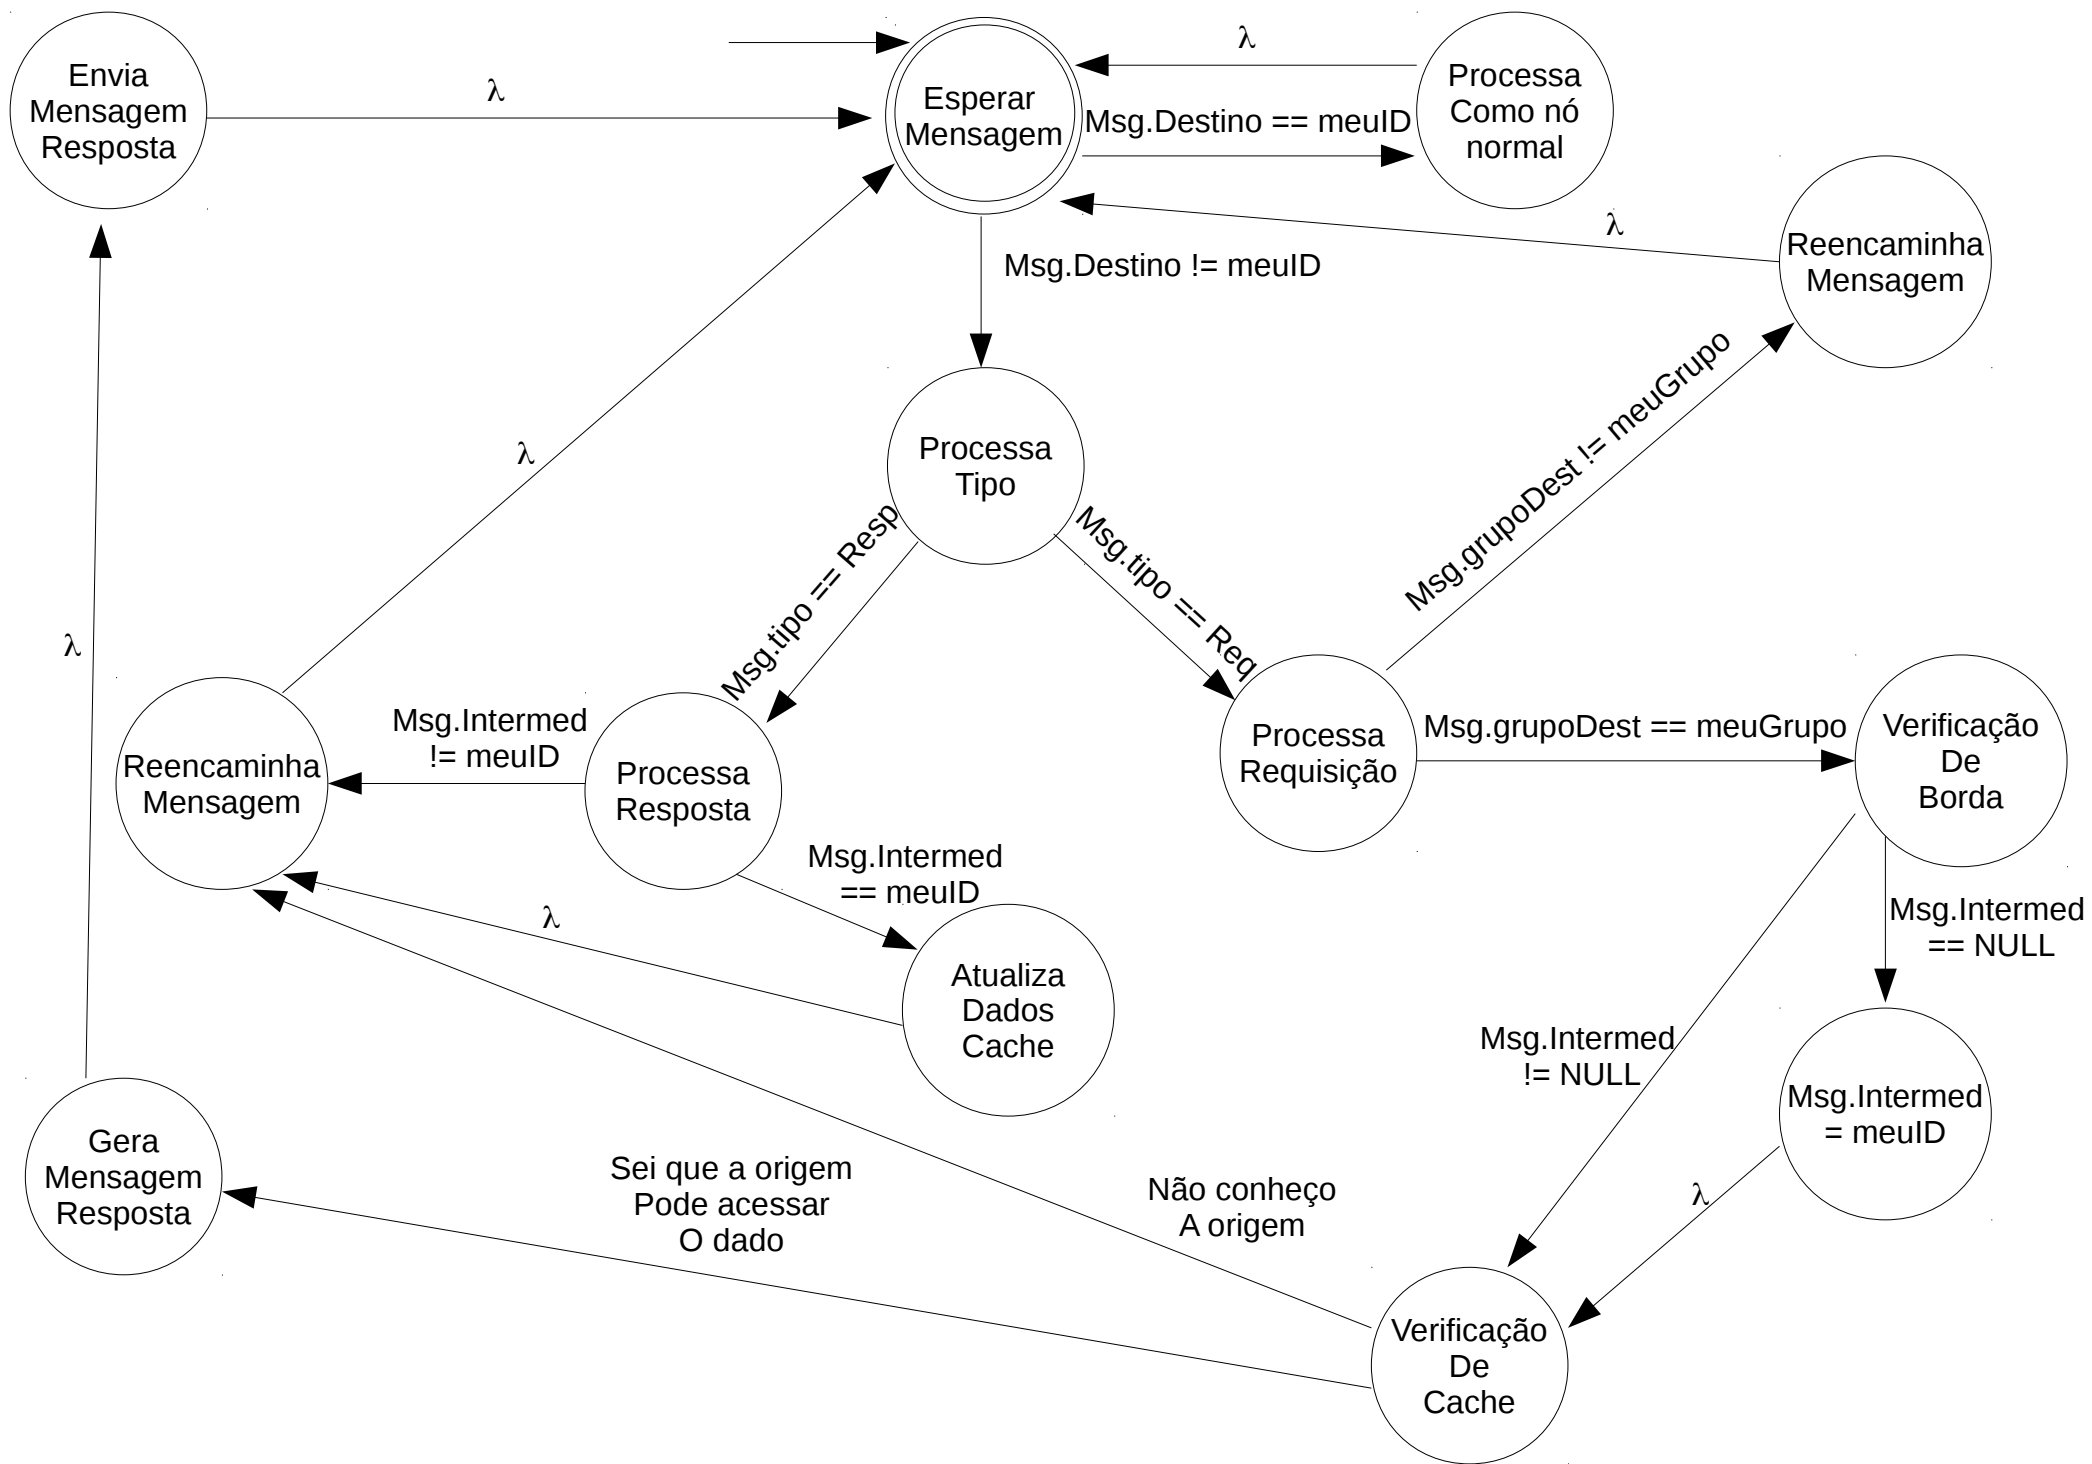 Envia
Mensagem
Resposta
λ
Esperar
Mensagem
λ
Msg.Destino == meuID
Processa
Como nó
normal
λ
Reencaminha
Mensagem
Msg.Destino != meuID
Processa
Tipo
λ
Msg.tipo == Resp
Msg.tipo == Req
Msg.grupoDest != meuGrupo
λ
Reencaminha
Mensagem
Msg.Intermed
!= meuID
Processa
Resposta
Processa
Requisição
Msg.grupoDest == meuGrupo
Verificação
De
Borda
Msg.Intermed
== meuID
λ
Atualiza
Dados
Cache
Msg.Intermed
== NULL
Msg.Intermed
!= NULL
Msg.Intermed
= meuID
Gera
Mensagem
Resposta
Sei que a origem
Pode acessar
O dado
Não conheço
A origem
λ
Verificação
De
Cache